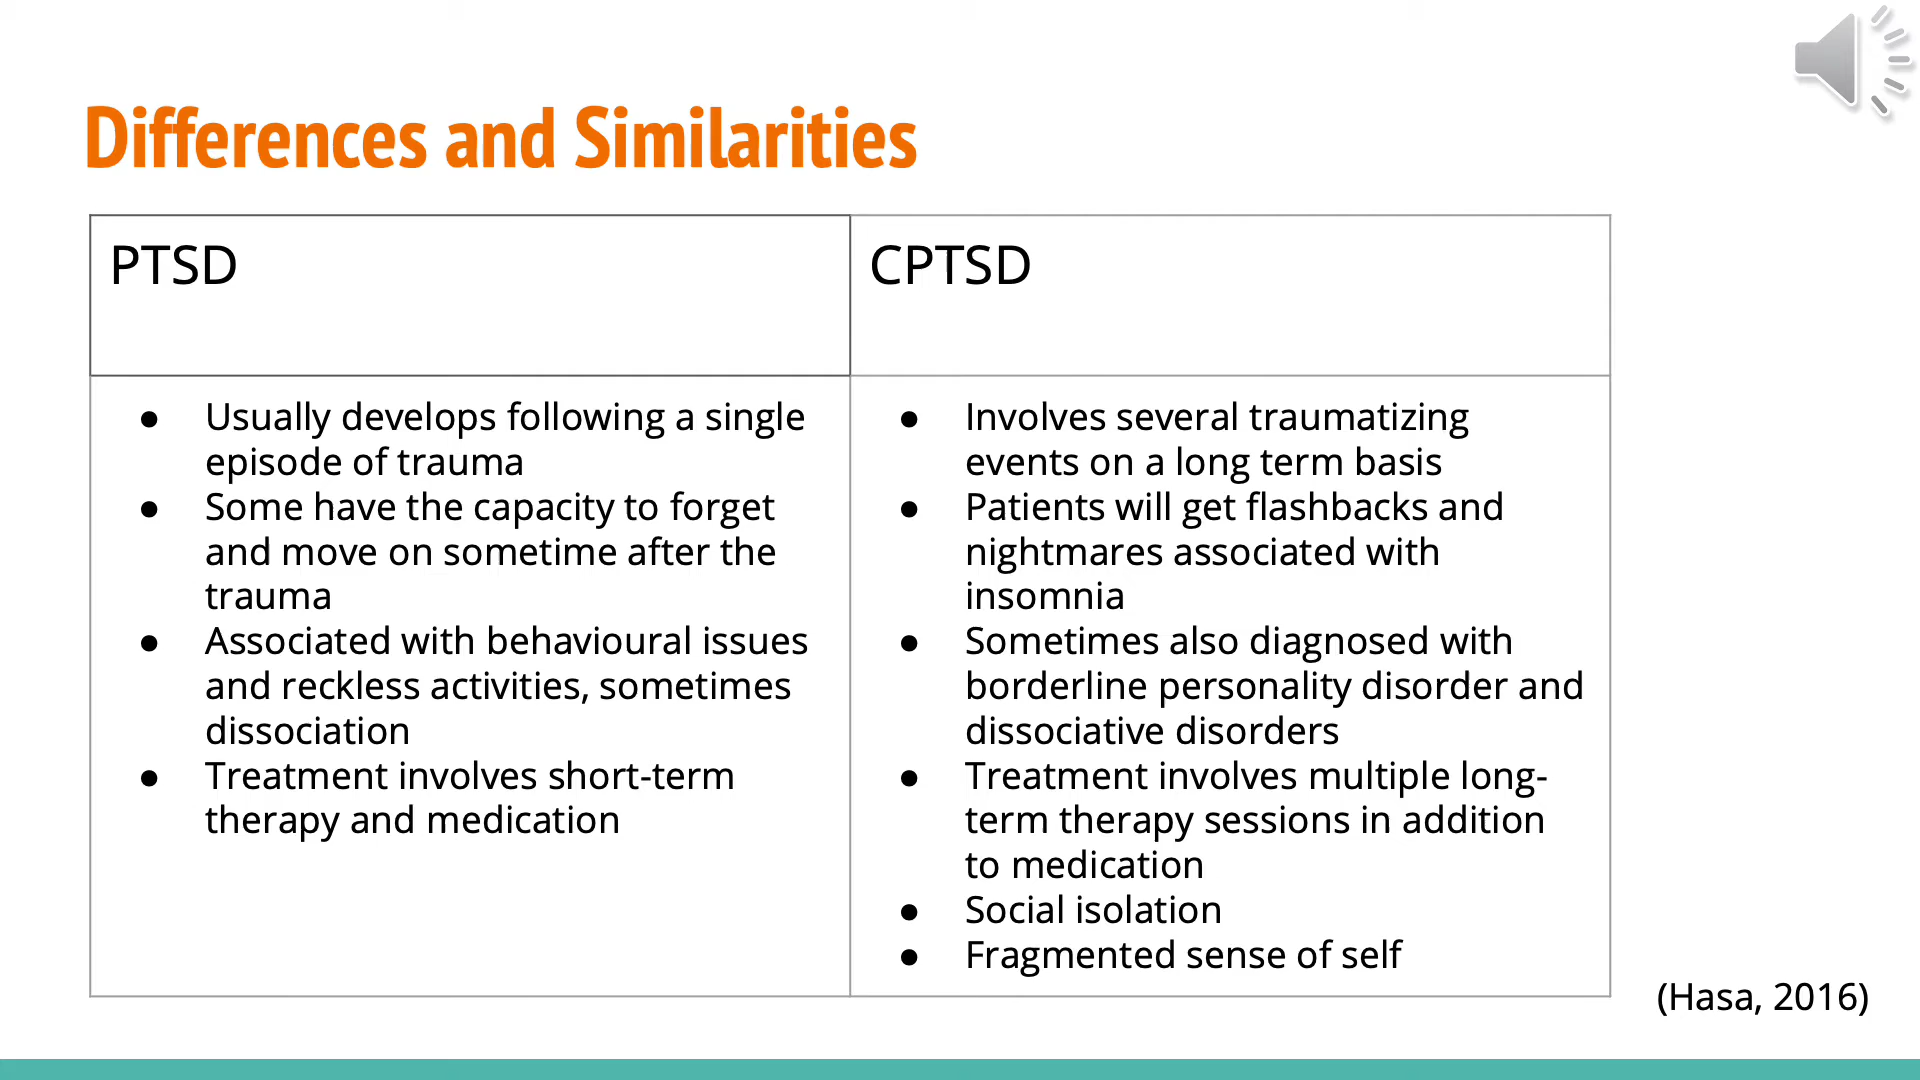 Differences and Similarities
PTSD
CPTSD
● Usually develops following a single
episode of trauma
● Some have the capacity to forget
and move on sometime after the
trauma
● Associated with behavioural issues
and reckless activities, sometimes
dissociation
● Treatment involves short-term
therapy and medication
● Involves several traumatizing
events on a long term basis
● Patients will get flashbacks and
nightmares associated with
insomnia
● Sometimes also diagnosed with
borderline personality disorder and
dissociative disorders
● Treatment involves multiple long-
term therapy sessions in addition
to medication
● Social isolation
● Fragmented sense of self
(Hasa, 2016)